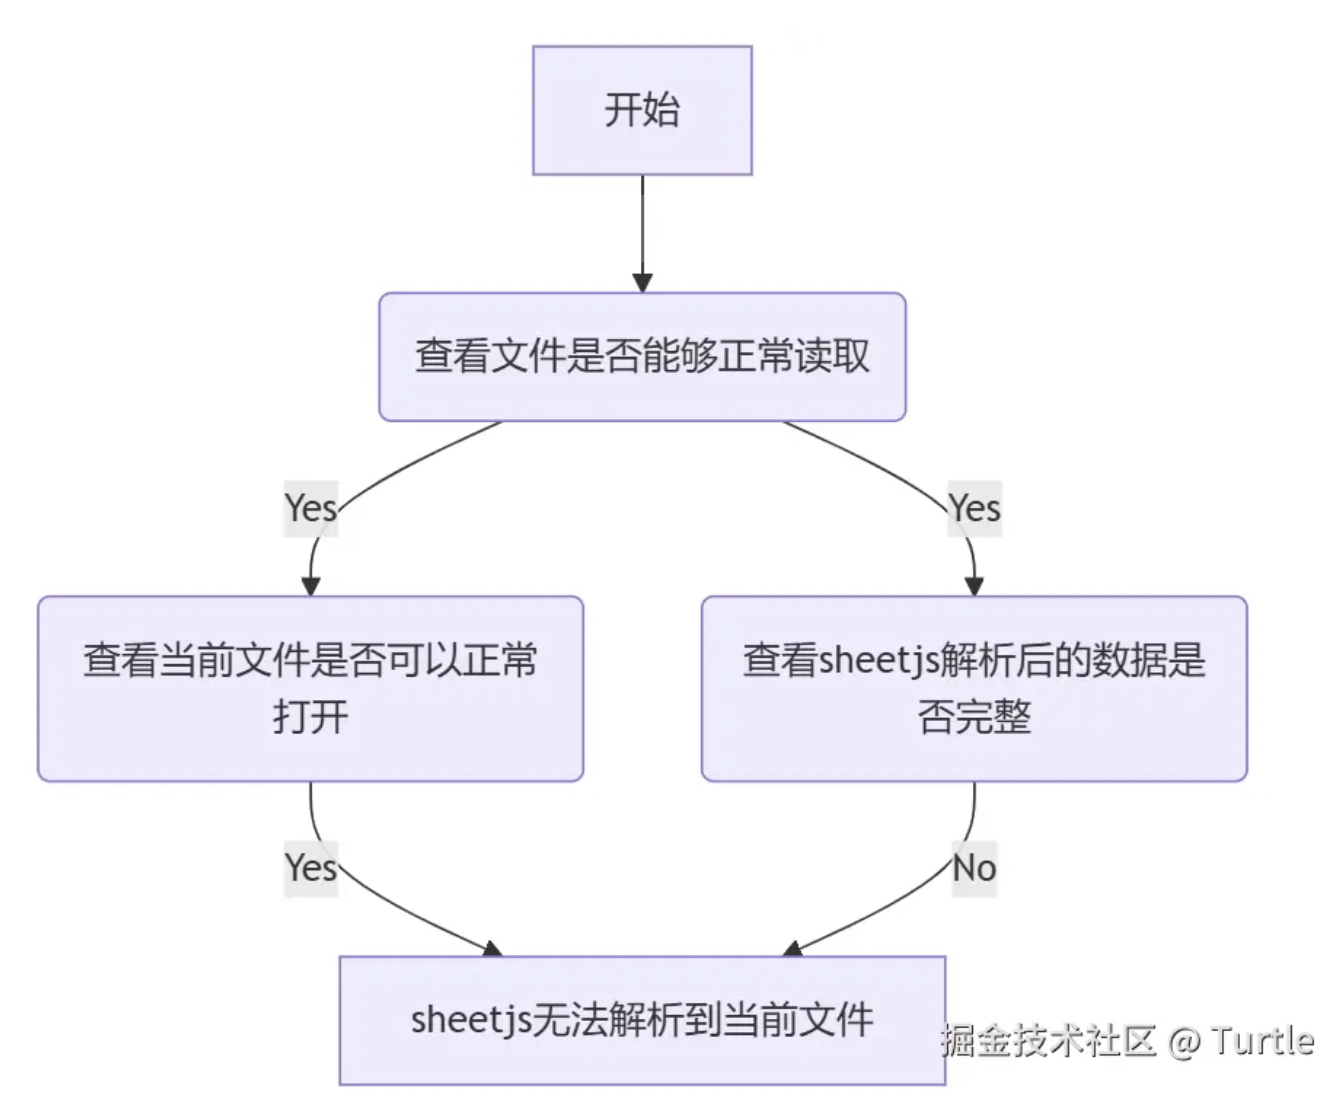 开始
查看文件是否能够正常读取
Yes
Yes
查看当前文件是否可以正常
打开
查看sheetjs解析后的数据是
否完整
Yes
No
sheetjs无法解析到当前文件
掘金技术社区 @ Turtle